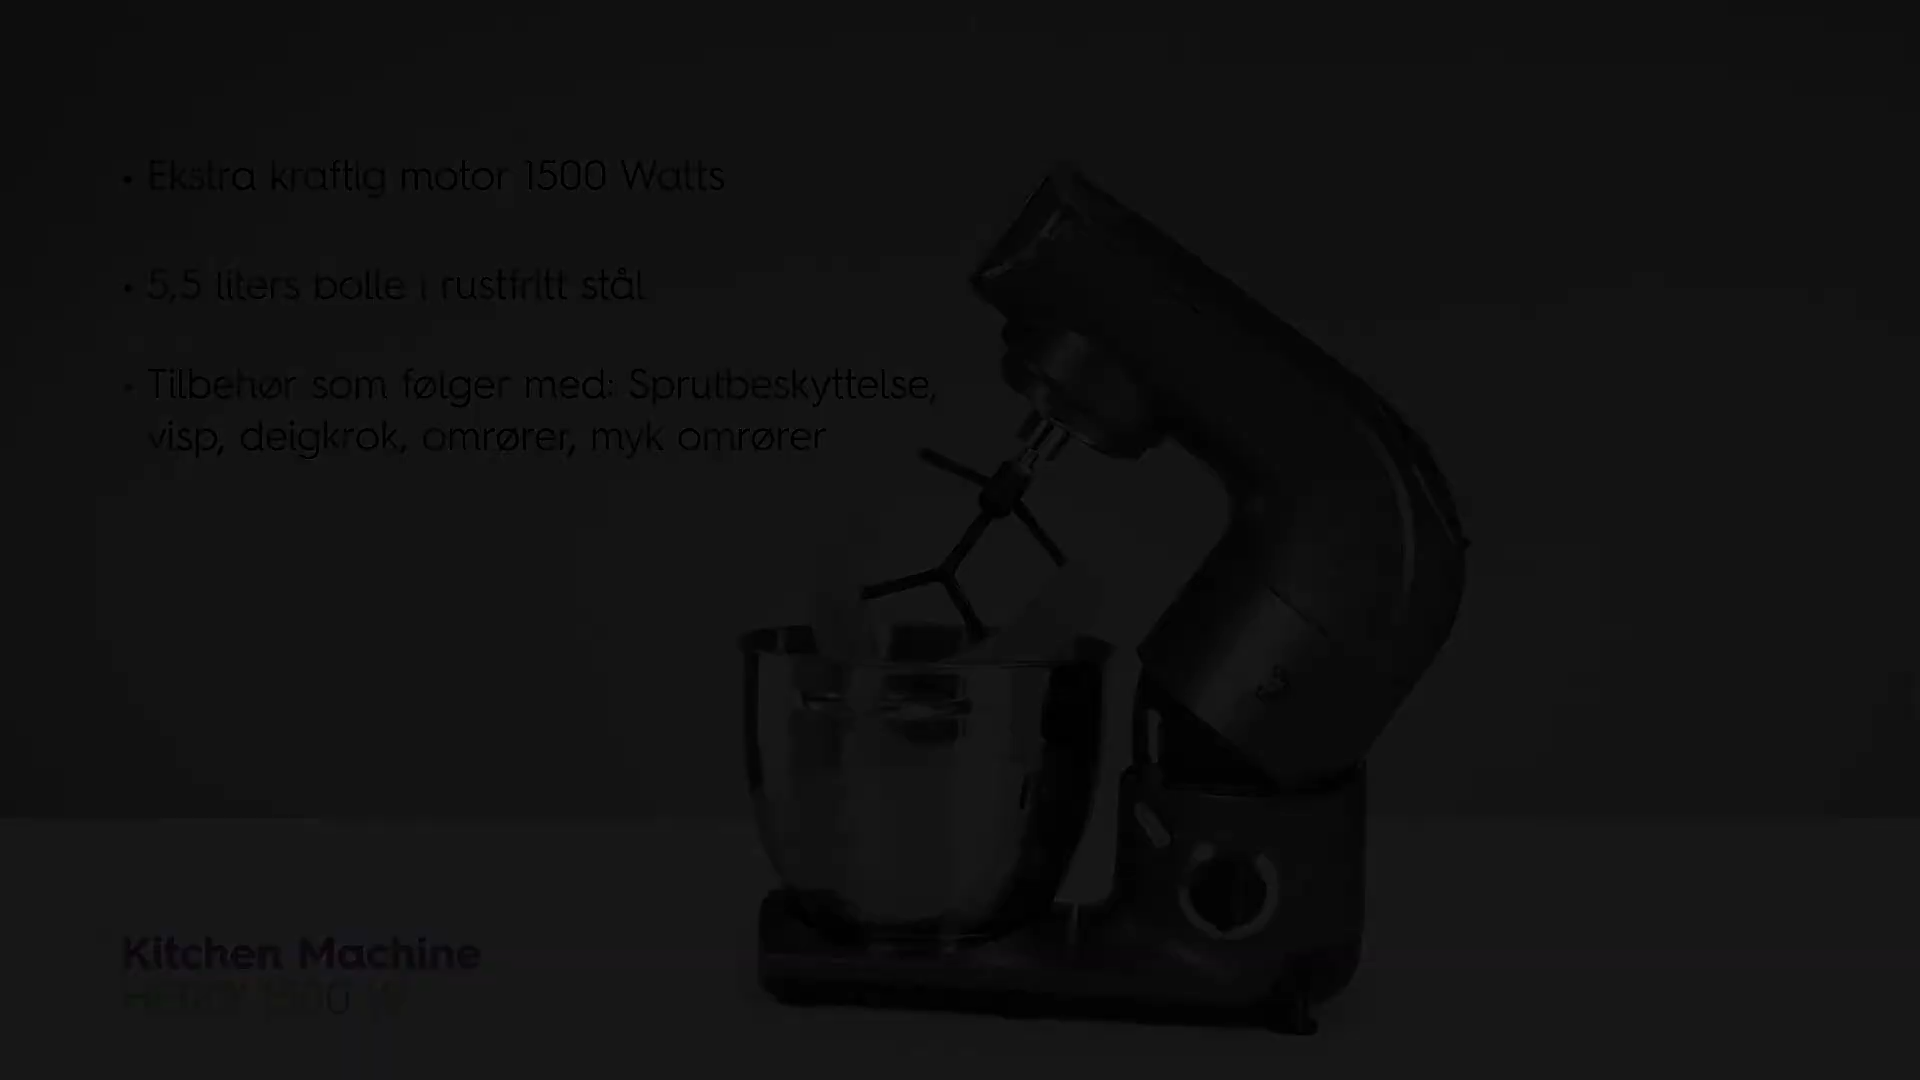 • Ekstra kraftig motor 1500 Watts
• 5,5 liters bolle i rustfritt stål
• Tilbehør som følger med: Sprutbeskyttelse,
visp, deigkrok, omrører, myk omrører
Kitchen Machine
1500 W